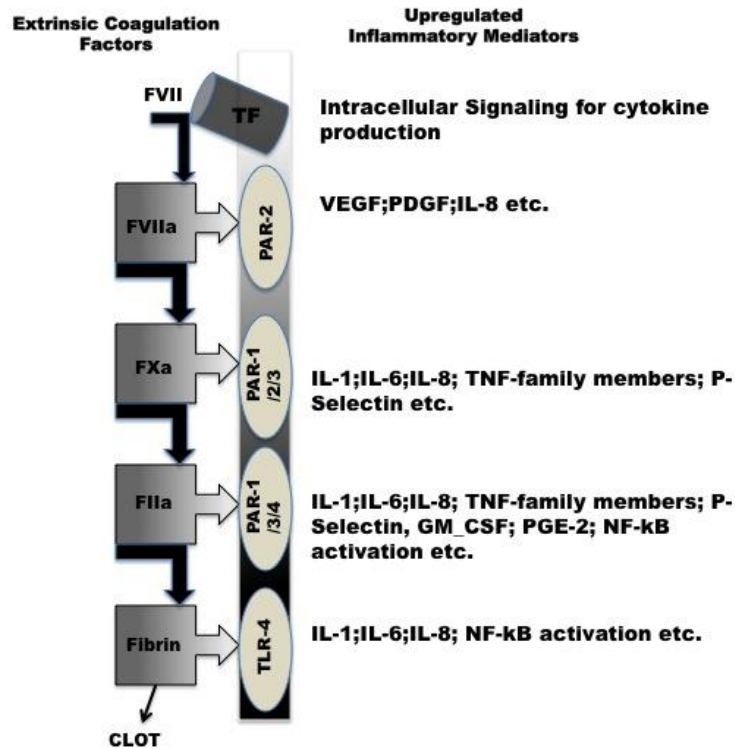 Extrinsic Coagulation
Factors
Upregulated
Inflammatory Mediators
FVII
TF
Intracellular Signaling for cytokine
production
FVIIa
PAR-2
VEGF;PDGF;IL-8 etc.
FXa
PAR-1
/2/3
IL-1;IL-6;IL-8; TNF-family members; P-
Selectin etc.
FIIa
PAR-1
/3/4
IL-1;IL-6;IL-8; TNF-family members; P-
Selectin, GM_CSF; PGE-2; NF-kB
activation etc.
Fibrin
TLR-4
IL-1;IL-6;IL-8; NF-kB activation etc.
CLOT